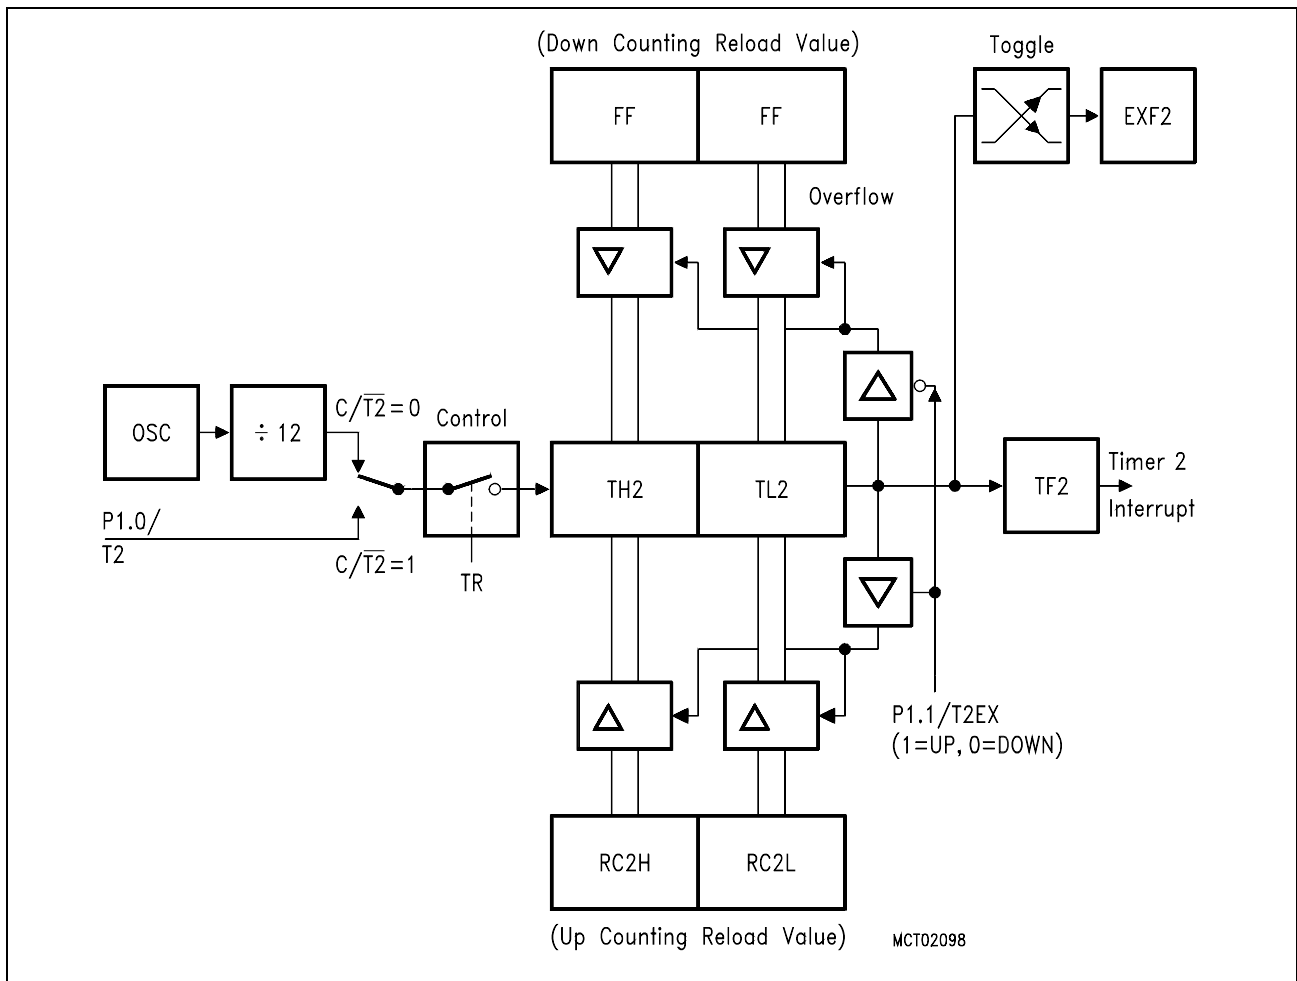 (Down Counting Reload Value)
Toggle
FF
FF
EXF2
Overflow
OSC
÷ 12
C/T̅2̅=0
Control
P1.0/
T2
C/T̅2̅=1
TR
TH2
TL2
TF2
Timer 2
Interrupt
P1.1/T2EX
(1=UP, 0=DOWN)
RC2H
RC2L
(Up Counting Reload Value)
MCT02098